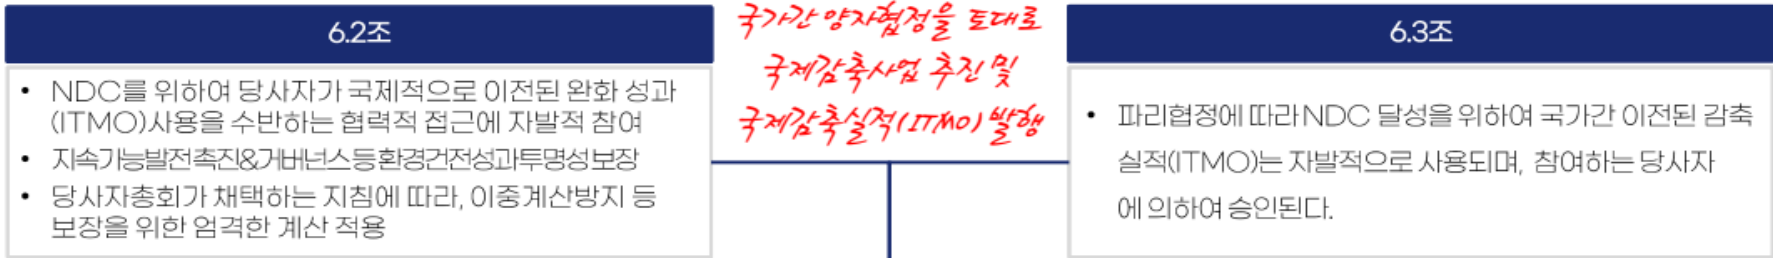 6.2조
• NDC를 위하여 당사자가 국제적으로 이전된 완화 성과
(ITMO)사용을 수반하는 협력적 접근에 자발적 참여
• 지속가능발전촉진&거버넌스등환경건전성과투명성보장
• 당사자총회가 채택하는 지침에 따라, 이중계산방지 등
보장을 위한 엄격한 계산 적용
국가간 양자협정을 토대로
국제감축사업 추진 및
국제감축실적(ITMO) 발행
6.3조
• 파리협정에 따라 NDC 달성을 위하여 국가간 이전된 감축
실적(ITMO)는 자발적으로 사용되며, 참여하는 당사자
에 의하여 승인된다.